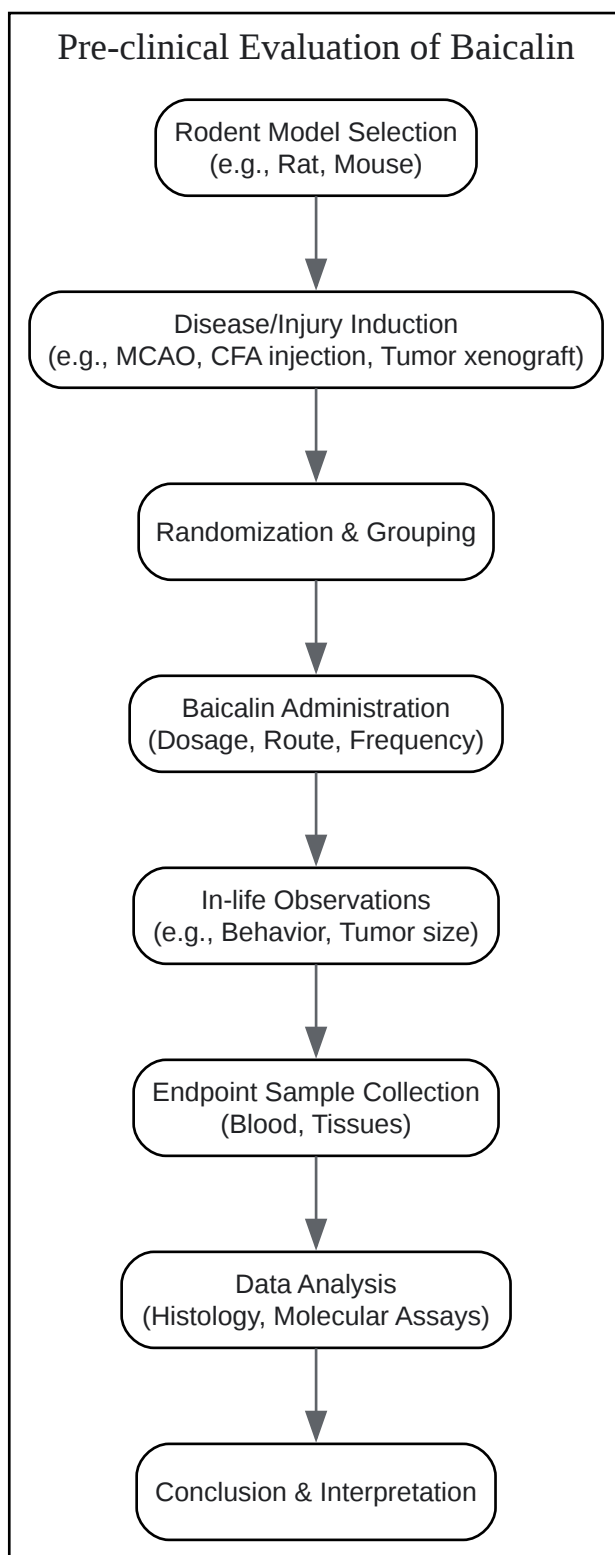 Pre-clinical Evaluation of Baicalin
Rodent Model Selection
(e.g., Rat, Mouse)
Disease/Injury Induction
(e.g., MCAO, CFA injection, Tumor xenograft)
Randomization & Grouping
Baicalin Administration
(Dosage, Route, Frequency)
In-life Observations
(e.g., Behavior, Tumor size)
Endpoint Sample Collection
(Blood, Tissues)
Data Analysis
(Histology, Molecular Assays)
Conclusion & Interpretation